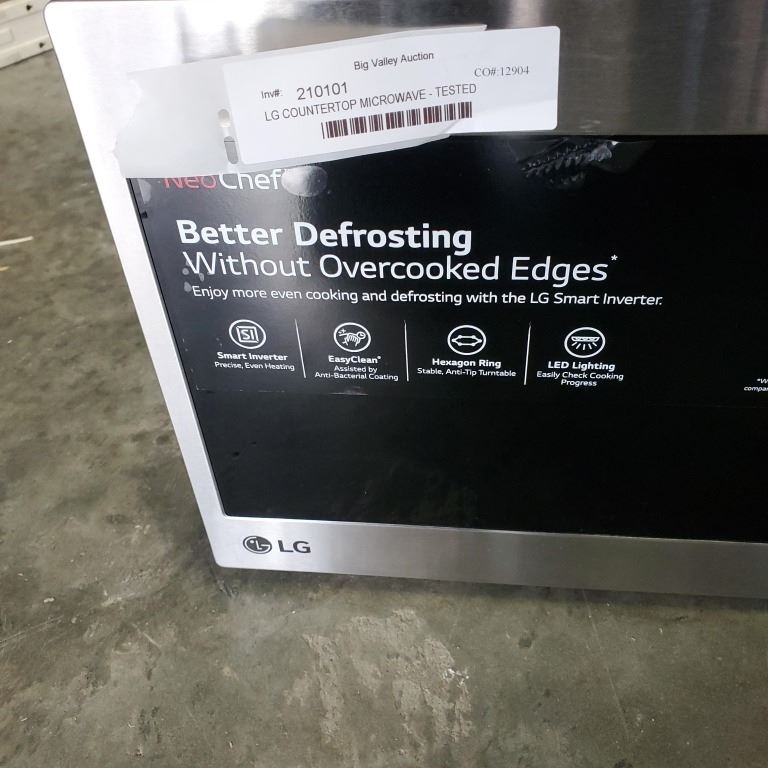 Big Valley Auction
Inv#: 210101 CO#:12904
LG COUNTERTOP MICROWAVE - TESTED
NeoChef
Better Defrosting
Without Overcooked Edges*
Enjoy more even cooking and defrosting with the LG Smart Inverter.
SI
Smart Inverter
Precise, Even Heating
EasyClean®
Assisted by
Anti-Bacterial Coating
Hexagon Ring
Stable, Anti-Tip Turntable
LED Lighting
Easily Check Cooking
Progress
LG